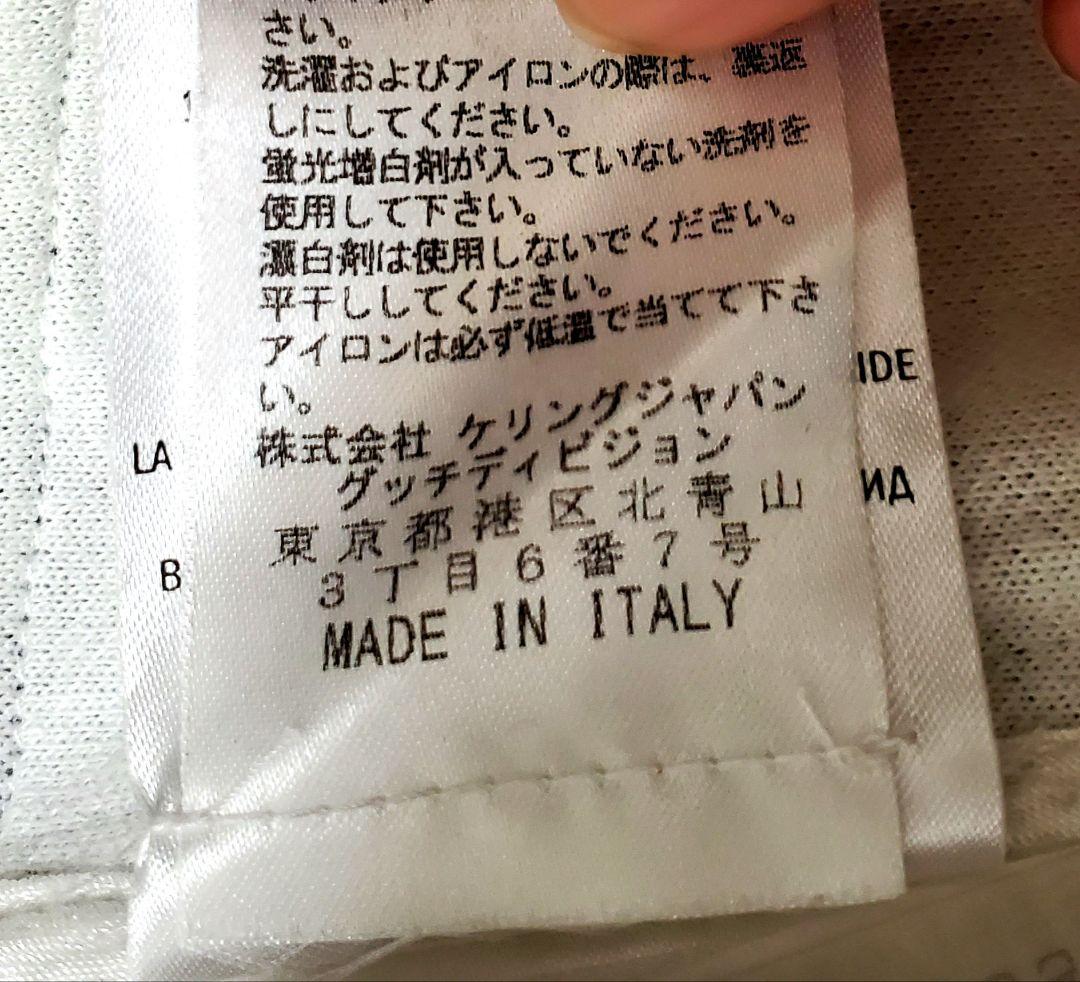 さい。
洗濯およびアイロンの際は、裏返
しにしてください。
蛍光増白剤が入っていない洗剤を
使用して下さい。
漂白剤は使用しないでください。
平干ししてください。
アイロンは必ず低温で当てて下さ
い。
株式会社 ケリングジャパン
グッチディビジョン
東京都港区北青山
3丁目6番7号
MADE IN ITALY
IDE
LA
ИД
B